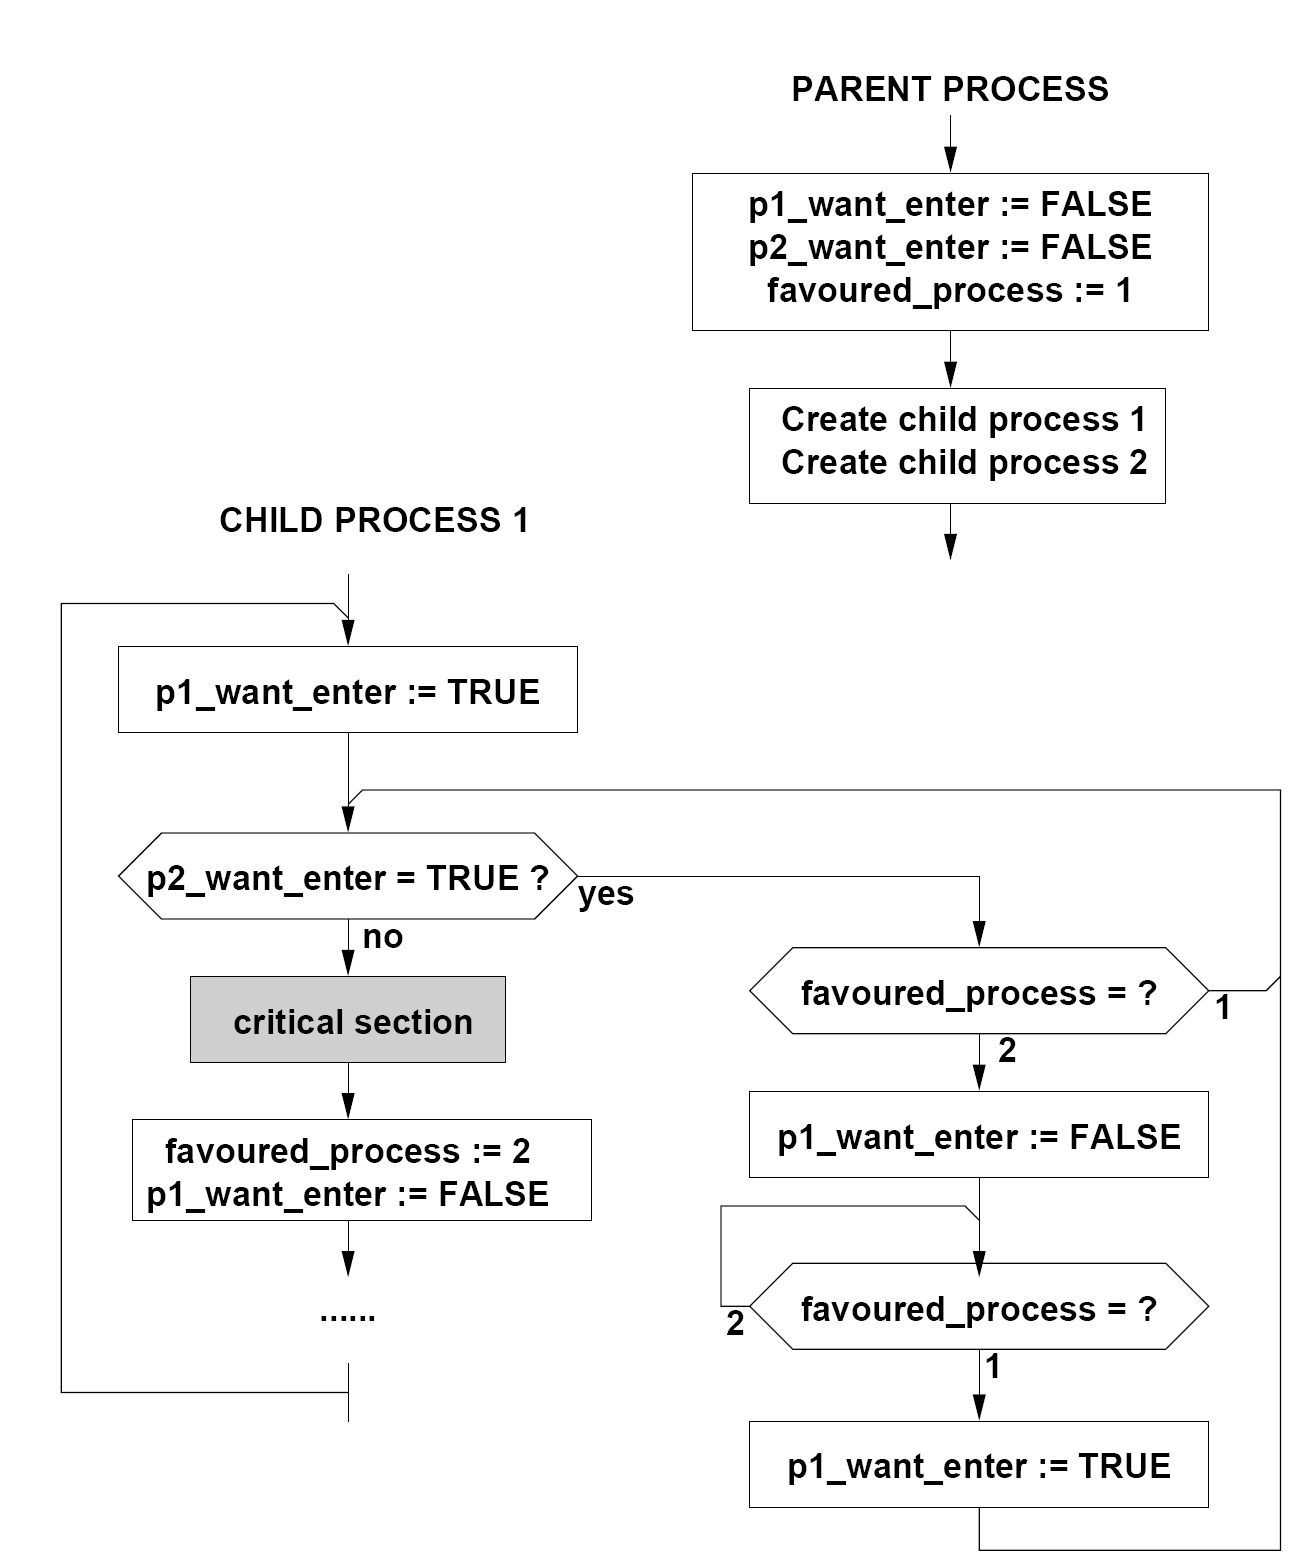 PARENT PROCESS
p1_want_enter := FALSE
p2_want_enter := FALSE
favoured_process := 1
Create child process 1
Create child process 2
CHILD PROCESS 1
p1_want_enter := TRUE
p2_want_enter = TRUE ?
yes
no
critical section
favoured_process := 2
p1_want_enter := FALSE
......
favoured_process = ?
1
2
p1_want_enter := FALSE
favoured_process = ?
2
1
p1_want_enter := TRUE